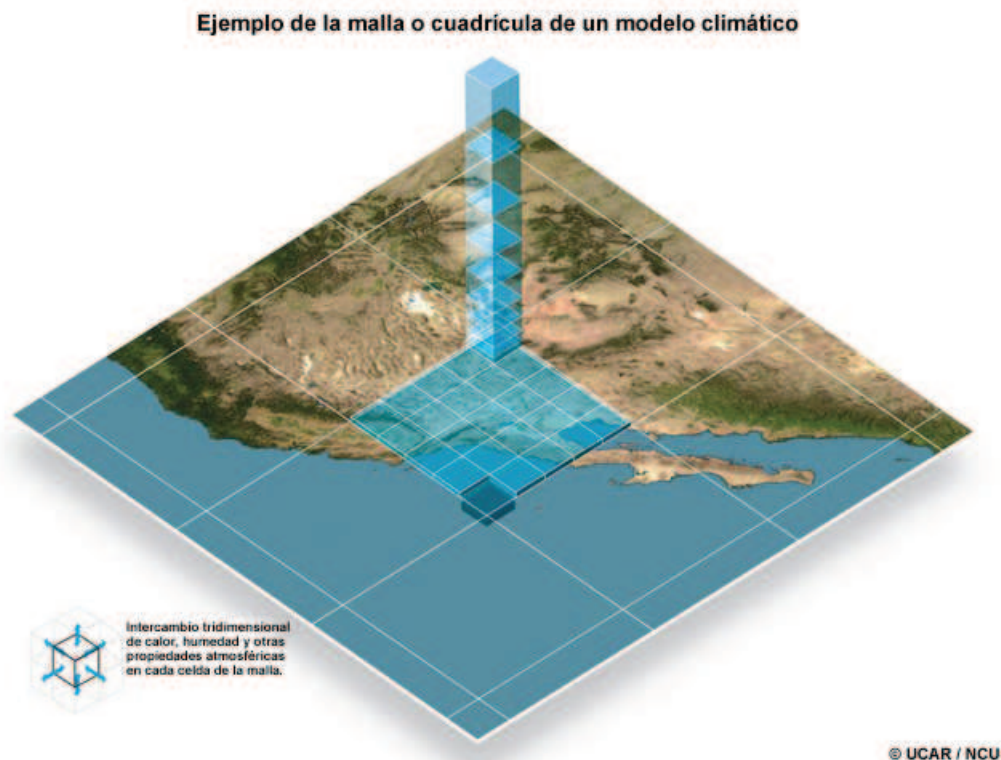 Ejemplo de la malla o cuadrícula de un modelo climático
Intercambio tridimensional
de calor, humedad y otras
propiedades atmosféricas
en cada celda de la malla.
© UCAR / NCU